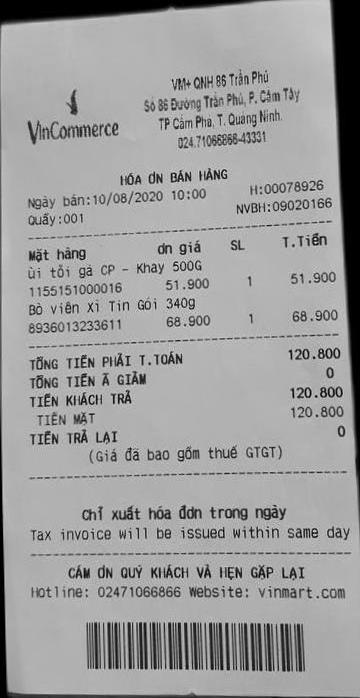 VinCommerce
VM+ QNH 86 Trần Phú
Số 86 Đường Trần Phú, P. Cẩm Tây
TP Cẩm Phả, T. Quảng Ninh.
024.71066866-43331
HÓA ƠN BÁN HÀNG
Ngày bán:10/08/2020 10:00 H:00078926
Quầy:001 NVBH:09020166
Mặt hàng ơn giá SL T.Tiền
ùi tỏi gà CP - Khay 500G
1155151000016 51.900 1 51.900
Bò viên Xì Tin Gói 340g
8936013233611 68.900 1 68.900
TỔNG TIỀN PHẢI T.TOÁN 120.800
TỔNG TIỀN Ã GIẢM 0
TIỀN KHÁCH TRẢ 120.800
TIỀN MẶT 120.800
TIỀN TRẢ LẠI 0
(Giá đã bao gồm thuế GTGT)
Chỉ xuất hóa đơn trong ngày
Tax invoice will be issued within same day
CÁM ƠN QUÝ KHÁCH VÀ HẸN GẶP LẠI
Hotline: 02471066866 Website: vinmart.com